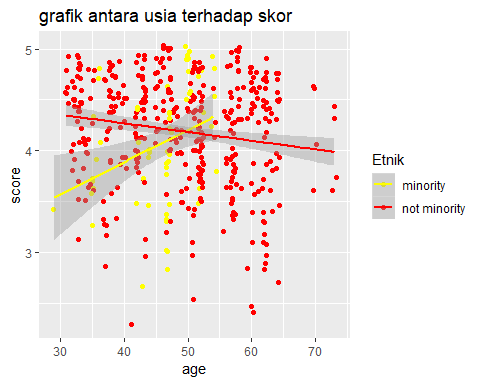 grafik antara usia terhadap skor
5
4
3
score
30 40 50 60 70
age
Etnik
minority
not minority